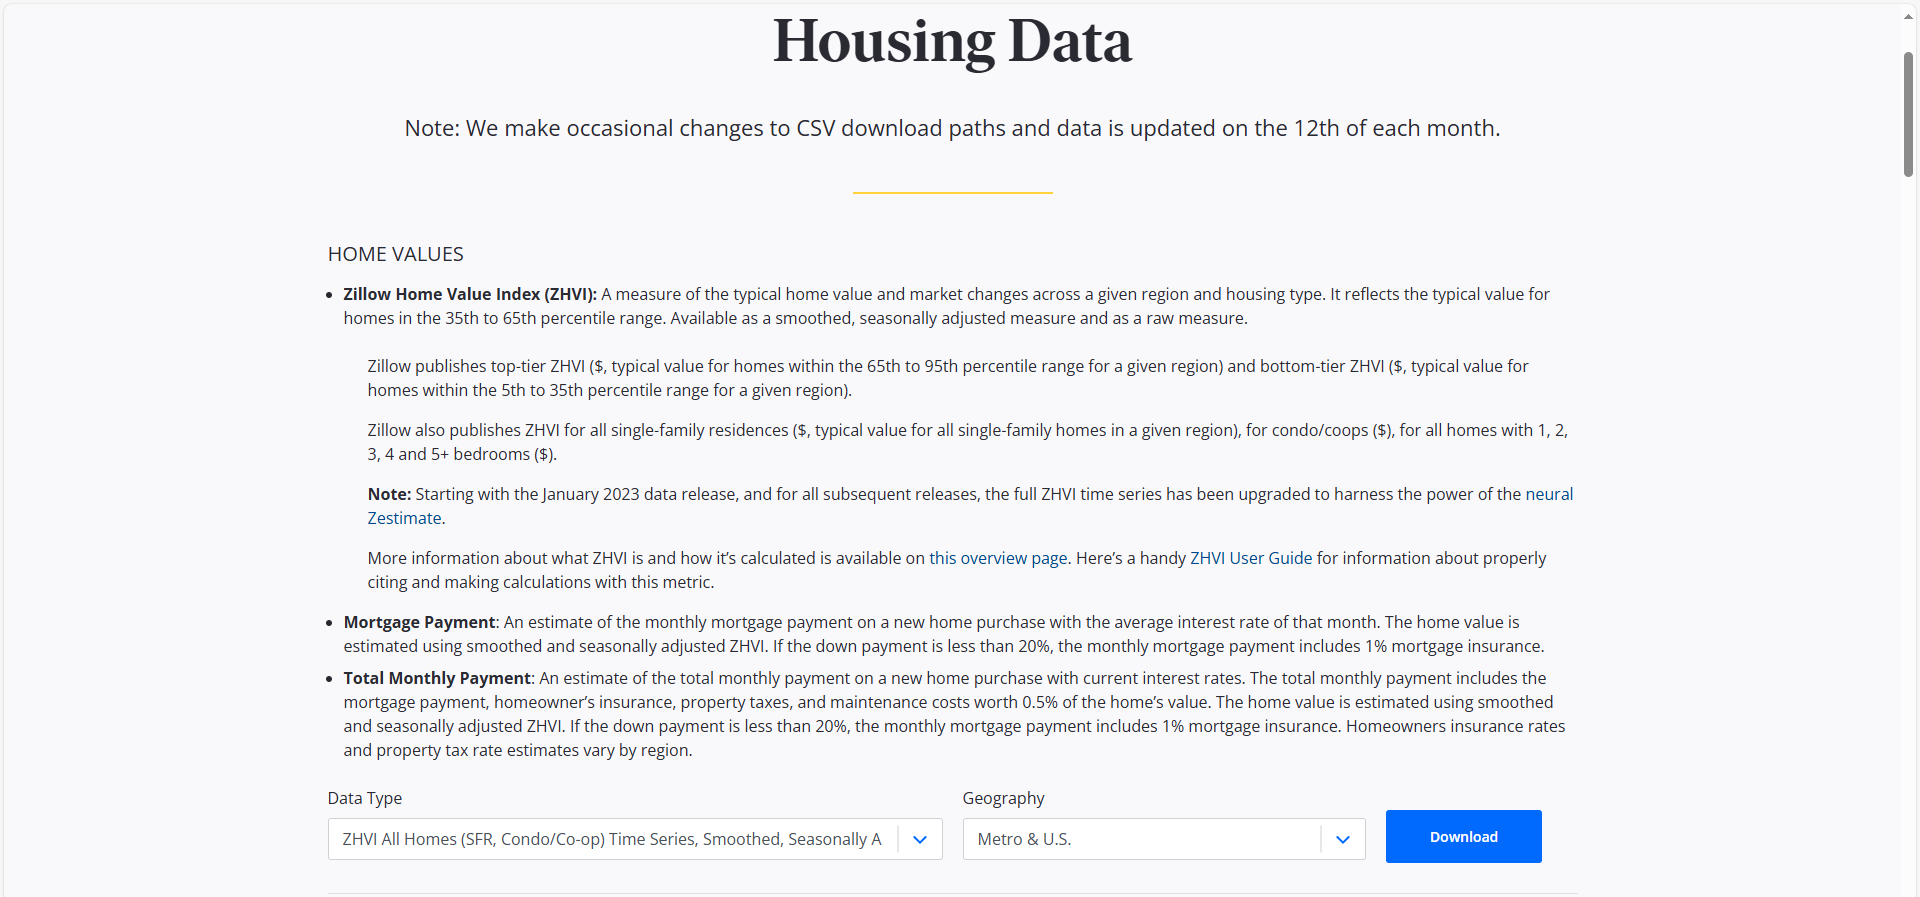 Housing Data
Note: We make occasional changes to CSV download paths and data is updated on the 12th of each month.
HOME VALUES
• Zillow Home Value Index (ZHVI): A measure of the typical home value and market changes across a given region and housing type. It reflects the typical value for
homes in the 35th to 65th percentile range. Available as a smoothed, seasonally adjusted measure and as a raw measure.
Zillow publishes top-tier ZHVI ($, typical value for homes within the 65th to 95th percentile range for a given region) and bottom-tier ZHVI ($, typical value for
homes within the 5th to 35th percentile range for a given region).
Zillow also publishes ZHVI for all single-family residences ($, typical value for all single-family homes in a given region), for condo/coops ($), for all homes with 1, 2,
3, 4 and 5+ bedrooms ($).
Note: Starting with the January 2023 data release, and for all subsequent releases, the full ZHVI time series has been upgraded to harness the power of the neural
Zestimate.
More information about what ZHVI is and how it’s calculated is available on this overview page. Here’s a handy ZHVI User Guide for information about properly
citing and making calculations with this metric.
• Mortgage Payment: An estimate of the monthly mortgage payment on a new home purchase with the average interest rate of that month. The home value is
estimated using smoothed and seasonally adjusted ZHVI. If the down payment is less than 20%, the monthly mortgage payment includes 1% mortgage insurance.
• Total Monthly Payment: An estimate of the total monthly payment on a new home purchase with current interest rates. The total monthly payment includes the
mortgage payment, homeowner’s insurance, property taxes, and maintenance costs worth 0.5% of the home’s value. The home value is estimated using smoothed
and seasonally adjusted ZHVI. If the down payment is less than 20%, the monthly mortgage payment includes 1% mortgage insurance. Homeowners insurance rates
and property tax rate estimates vary by region.
Data Type
Geography
ZHVI All Homes (SFR, Condo/Co-op) Time Series, Smoothed, Seasonally A
Metro & U.S.
Download